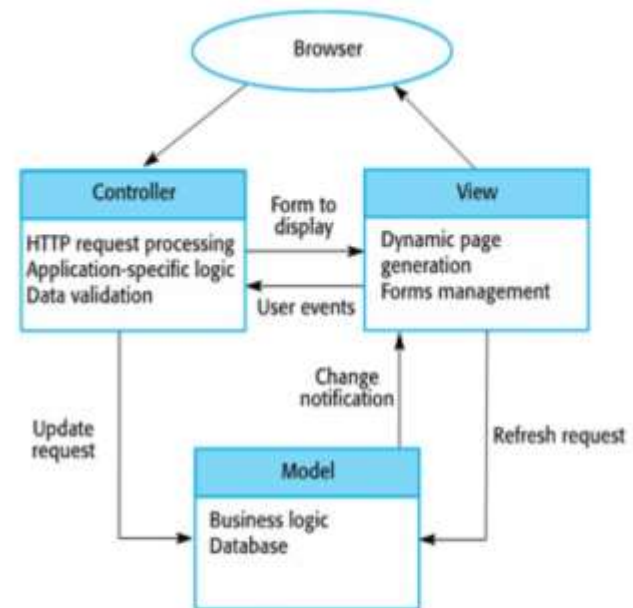 Browser
Controller
HTTP request processing
Application-specific logic
Data validation
Form to
display
User events
View
Dynamic page
generation
Forms management
Update
request
Change
notification
Refresh request
Model
Business logic
Database